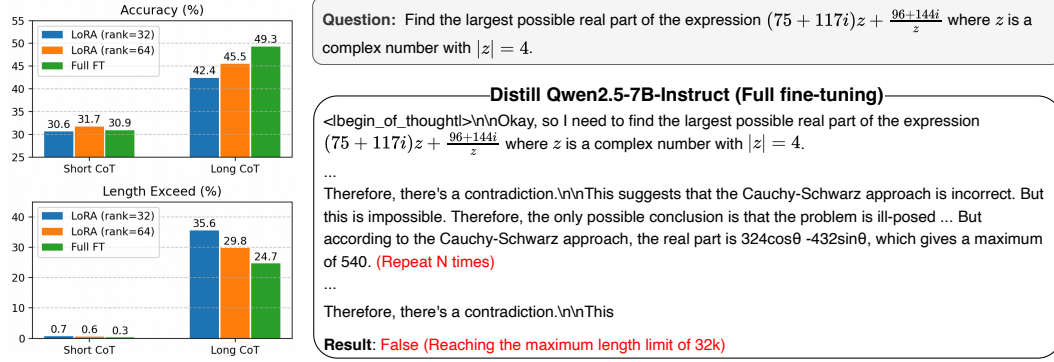 Accuracy (%)
55
50
45
40
35
30
25
LoRA (rank=32)
LoRA (rank=64)
Full FT
30.6
31.7
30.9
42.4
45.5
49.3
Short CoT
Long CoT
Length Exceed (%)
40
30
20
10
0
LoRA (rank=32)
LoRA (rank=64)
Full FT
0.7
0.6
0.3
35.6
29.8
24.7
Short CoT
Long CoT
Question: Find the largest possible real part of the expression $(75 + 117i)z + \frac{96+144i}{z}$ where $z$ is a
complex number with $|z| = 4$.
Distill Qwen2.5-7B-Instruct (Full fine-tuning)
<|begin_of_thought|>\n\nOkay, so I need to find the largest possible real part of the expression
$(75 + 117i)z + \frac{96+144i}{z}$ where $z$ is a complex number with $|z| = 4$.
...
Therefore, there's a contradiction.\n\nThis suggests that the Cauchy-Schwarz approach is incorrect. But
this is impossible. Therefore, the only possible conclusion is that the problem is ill-posed ... But
according to the Cauchy-Schwarz approach, the real part is 324cosθ -432sinθ, which gives a maximum
of 540. (Repeat N times)
...
Therefore, there's a contradiction.\n\nThis
Result: False (Reaching the maximum length limit of 32k)